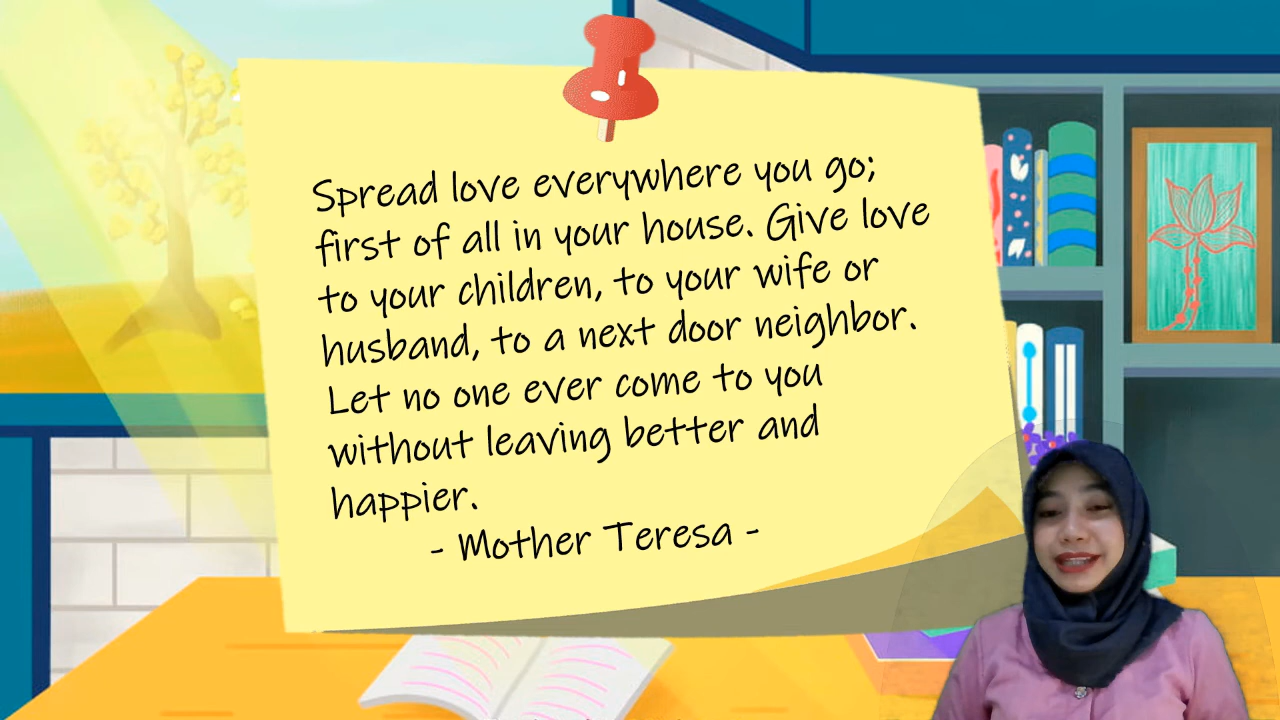 Spread love everywhere you go;
first of all in your house. Give love
to your children, to your wife or
husband, to a next door neighbor.
Let no one ever come to you
without leaving better and
happier.
- Mother Teresa -